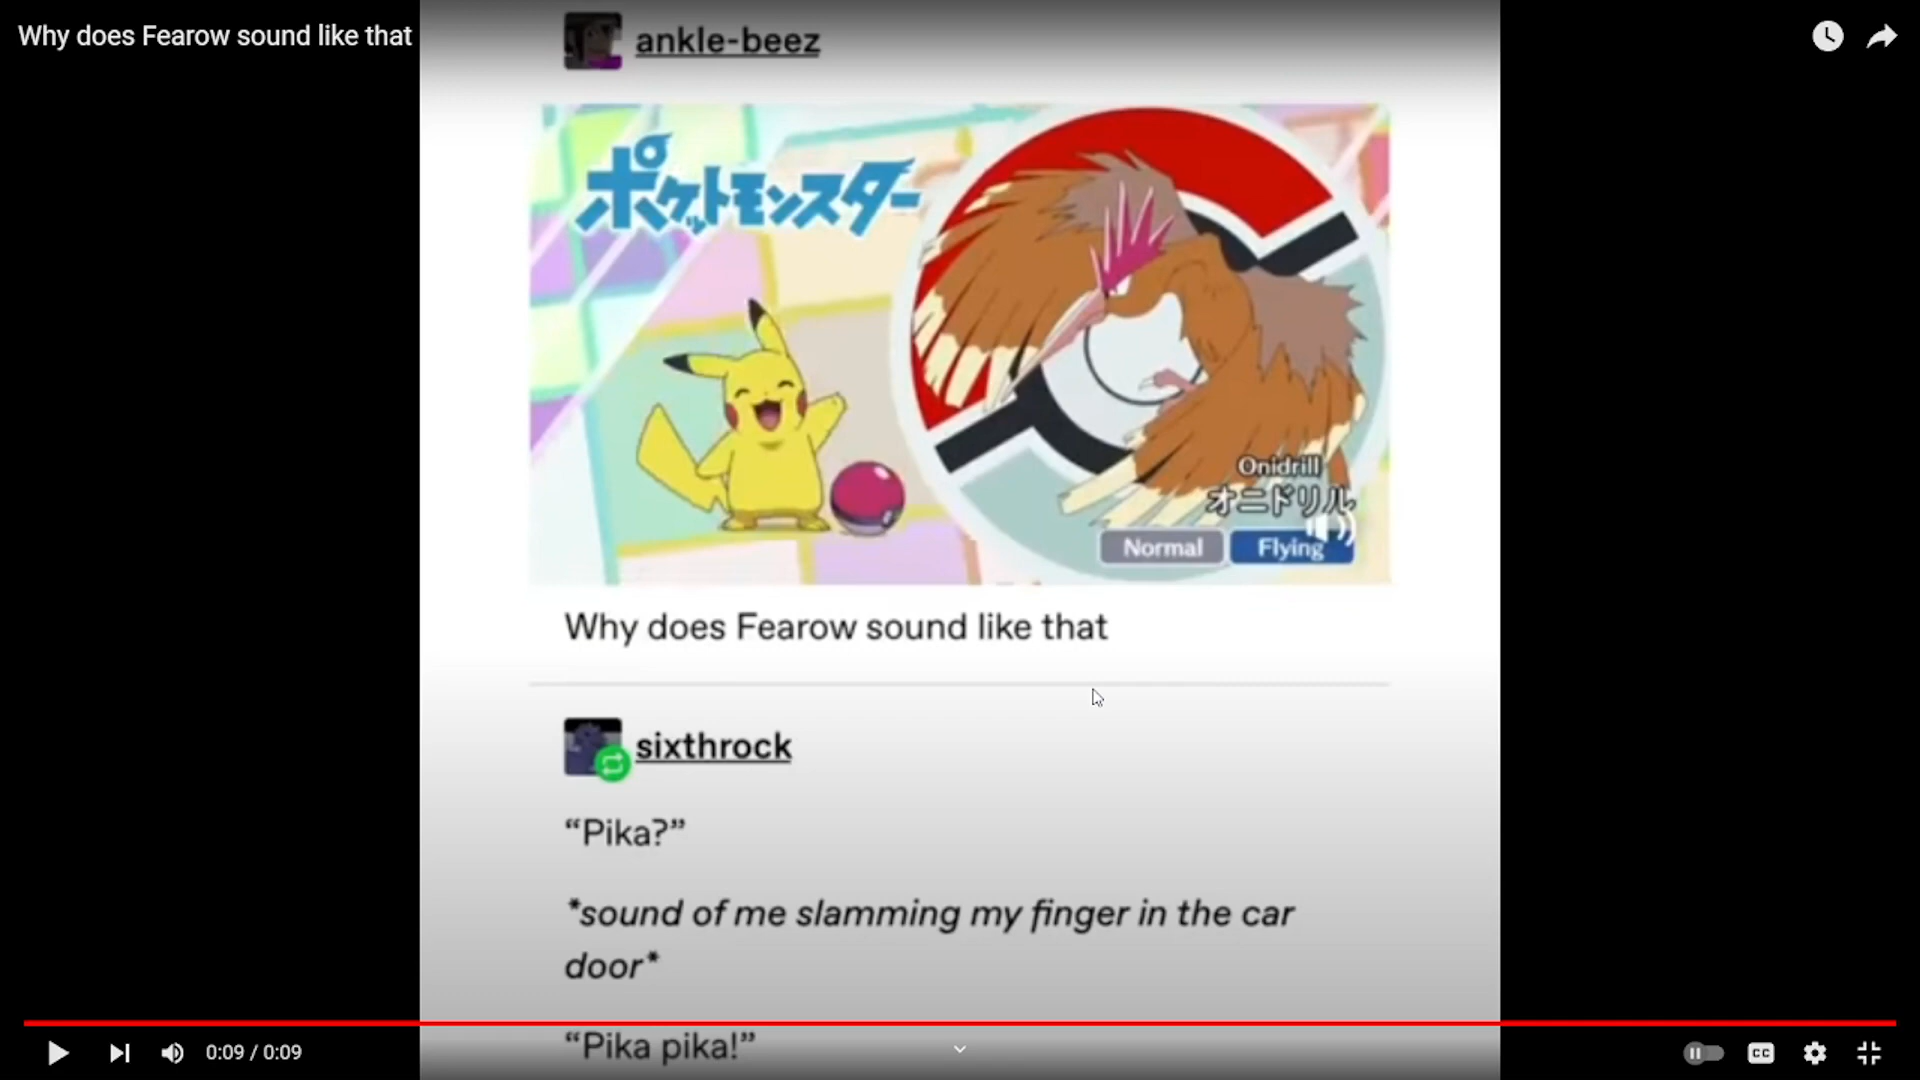 Why does Fearow sound like that
ankle-beez
ポケットモンスター
Onidrill
オニドリル
Normal Flying
Why does Fearow sound like that
sixthrock
“Pika?”
*sound of me slamming my finger in the car
door*
“Pika pika!”
0:09 / 0:09
CC